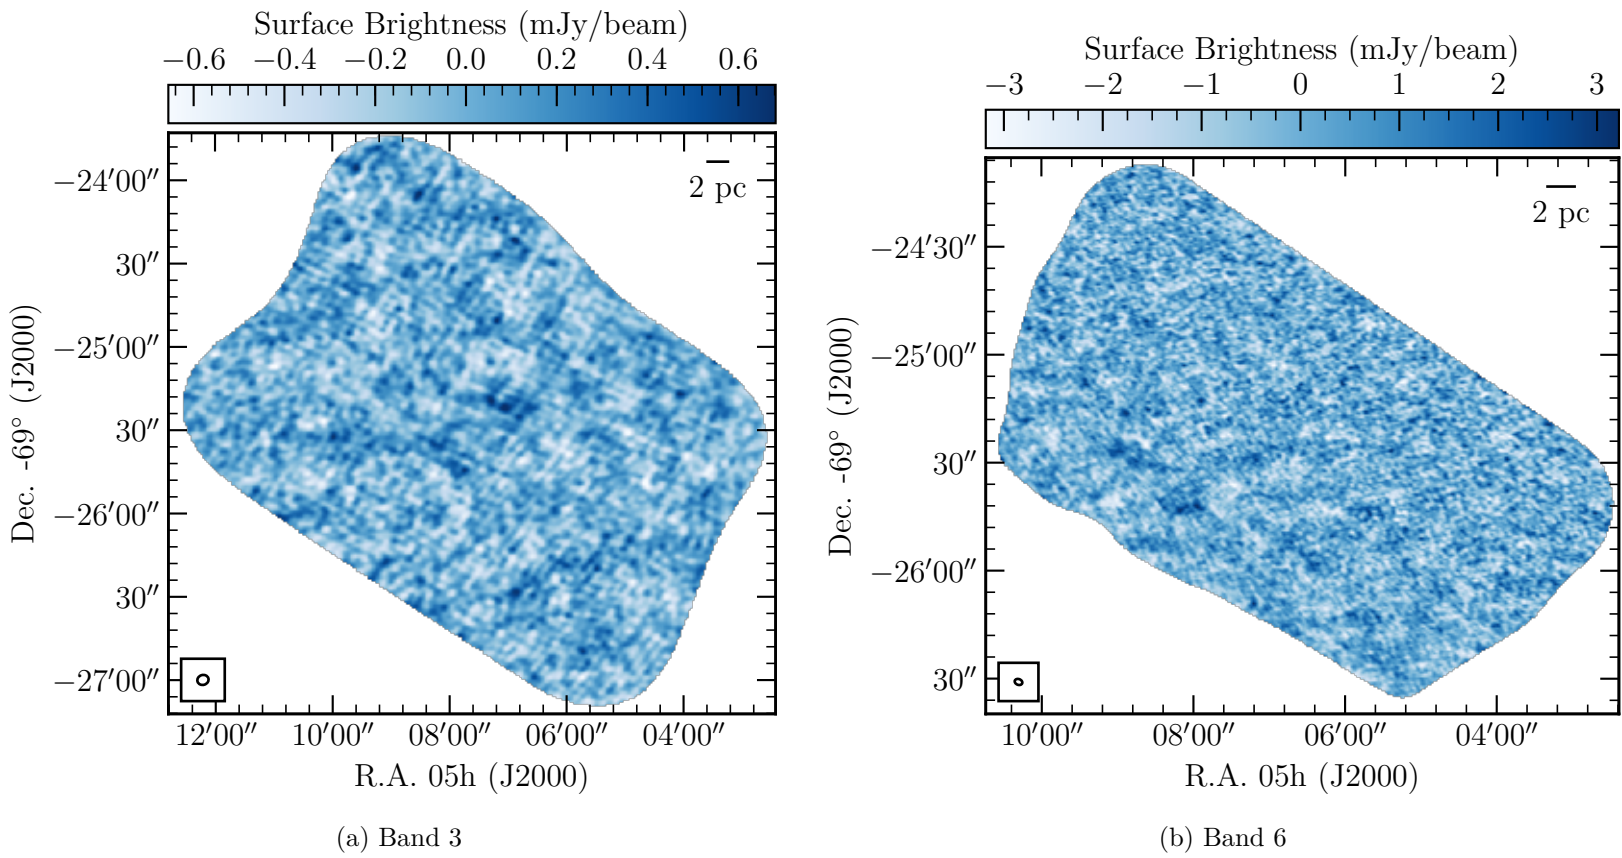 Surface Brightness (mJy/beam)
−0.6 −0.4 −0.2 0.0 0.2 0.4 0.6
2 pc
−24′00″
30″
−25′00″
30″
−26′00″
30″
−27′00″
Dec. -69° (J2000)
12′00″ 10′00″ 08′00″ 06′00″ 04′00″
R.A. 05h (J2000)
(a) Band 3
Surface Brightness (mJy/beam)
−3 −2 −1 0 1 2 3
2 pc
−24′30″
−25′00″
30″
−26′00″
30″
Dec. -69° (J2000)
10′00″ 08′00″ 06′00″ 04′00″
R.A. 05h (J2000)
(b) Band 6